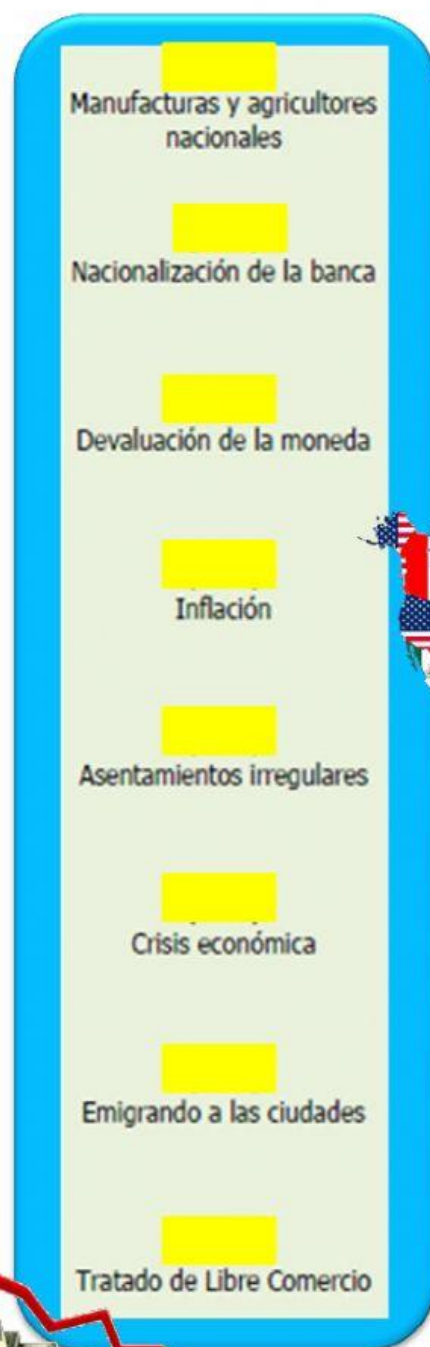 Manufacturas y agricultores
nacionales
Nacionalización de la banca
Devaluación de la moneda
Inflación
Asentamientos irregulares
Crisis económica
Emigrando a las ciudades
Tratado de Libre Comercio